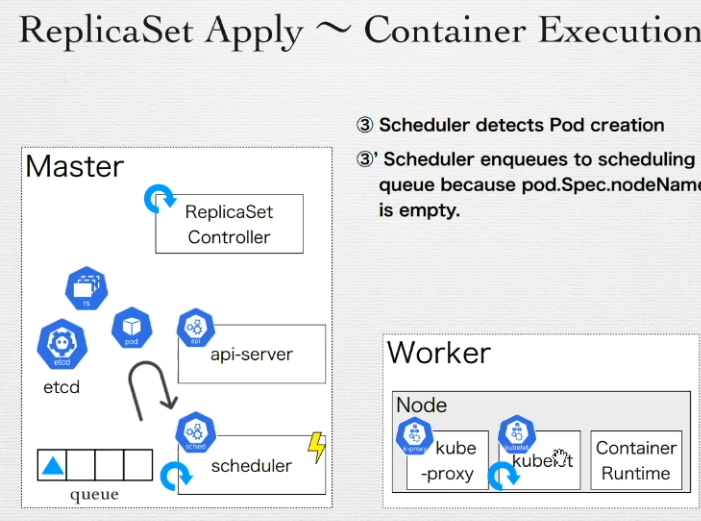 ReplicaSet Apply ～ Container Execution
③ Scheduler detects Pod creation
③' Scheduler enqueues to scheduling
queue because pod.Spec.nodeName
is empty.
Master
ReplicaSet
Controller
rs
pod
etcd
etcd
api
api-server
sched
scheduler
queue
Worker
Node
k-proxy
kube
-proxy
kubelet
kubelet
Container
Runtime